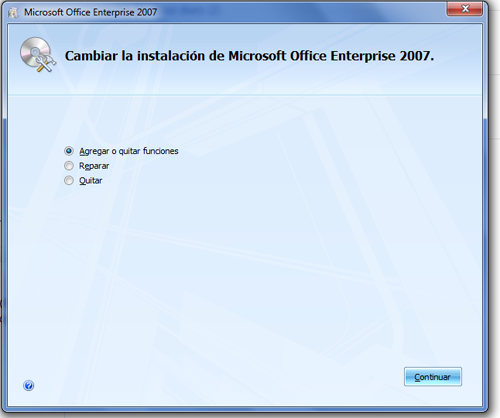 Microsoft Office Enterprise 2007
Cambiar la instalación de Microsoft Office Enterprise 2007.
Agregar o quitar funciones
Reparar
Quitar
Continuar